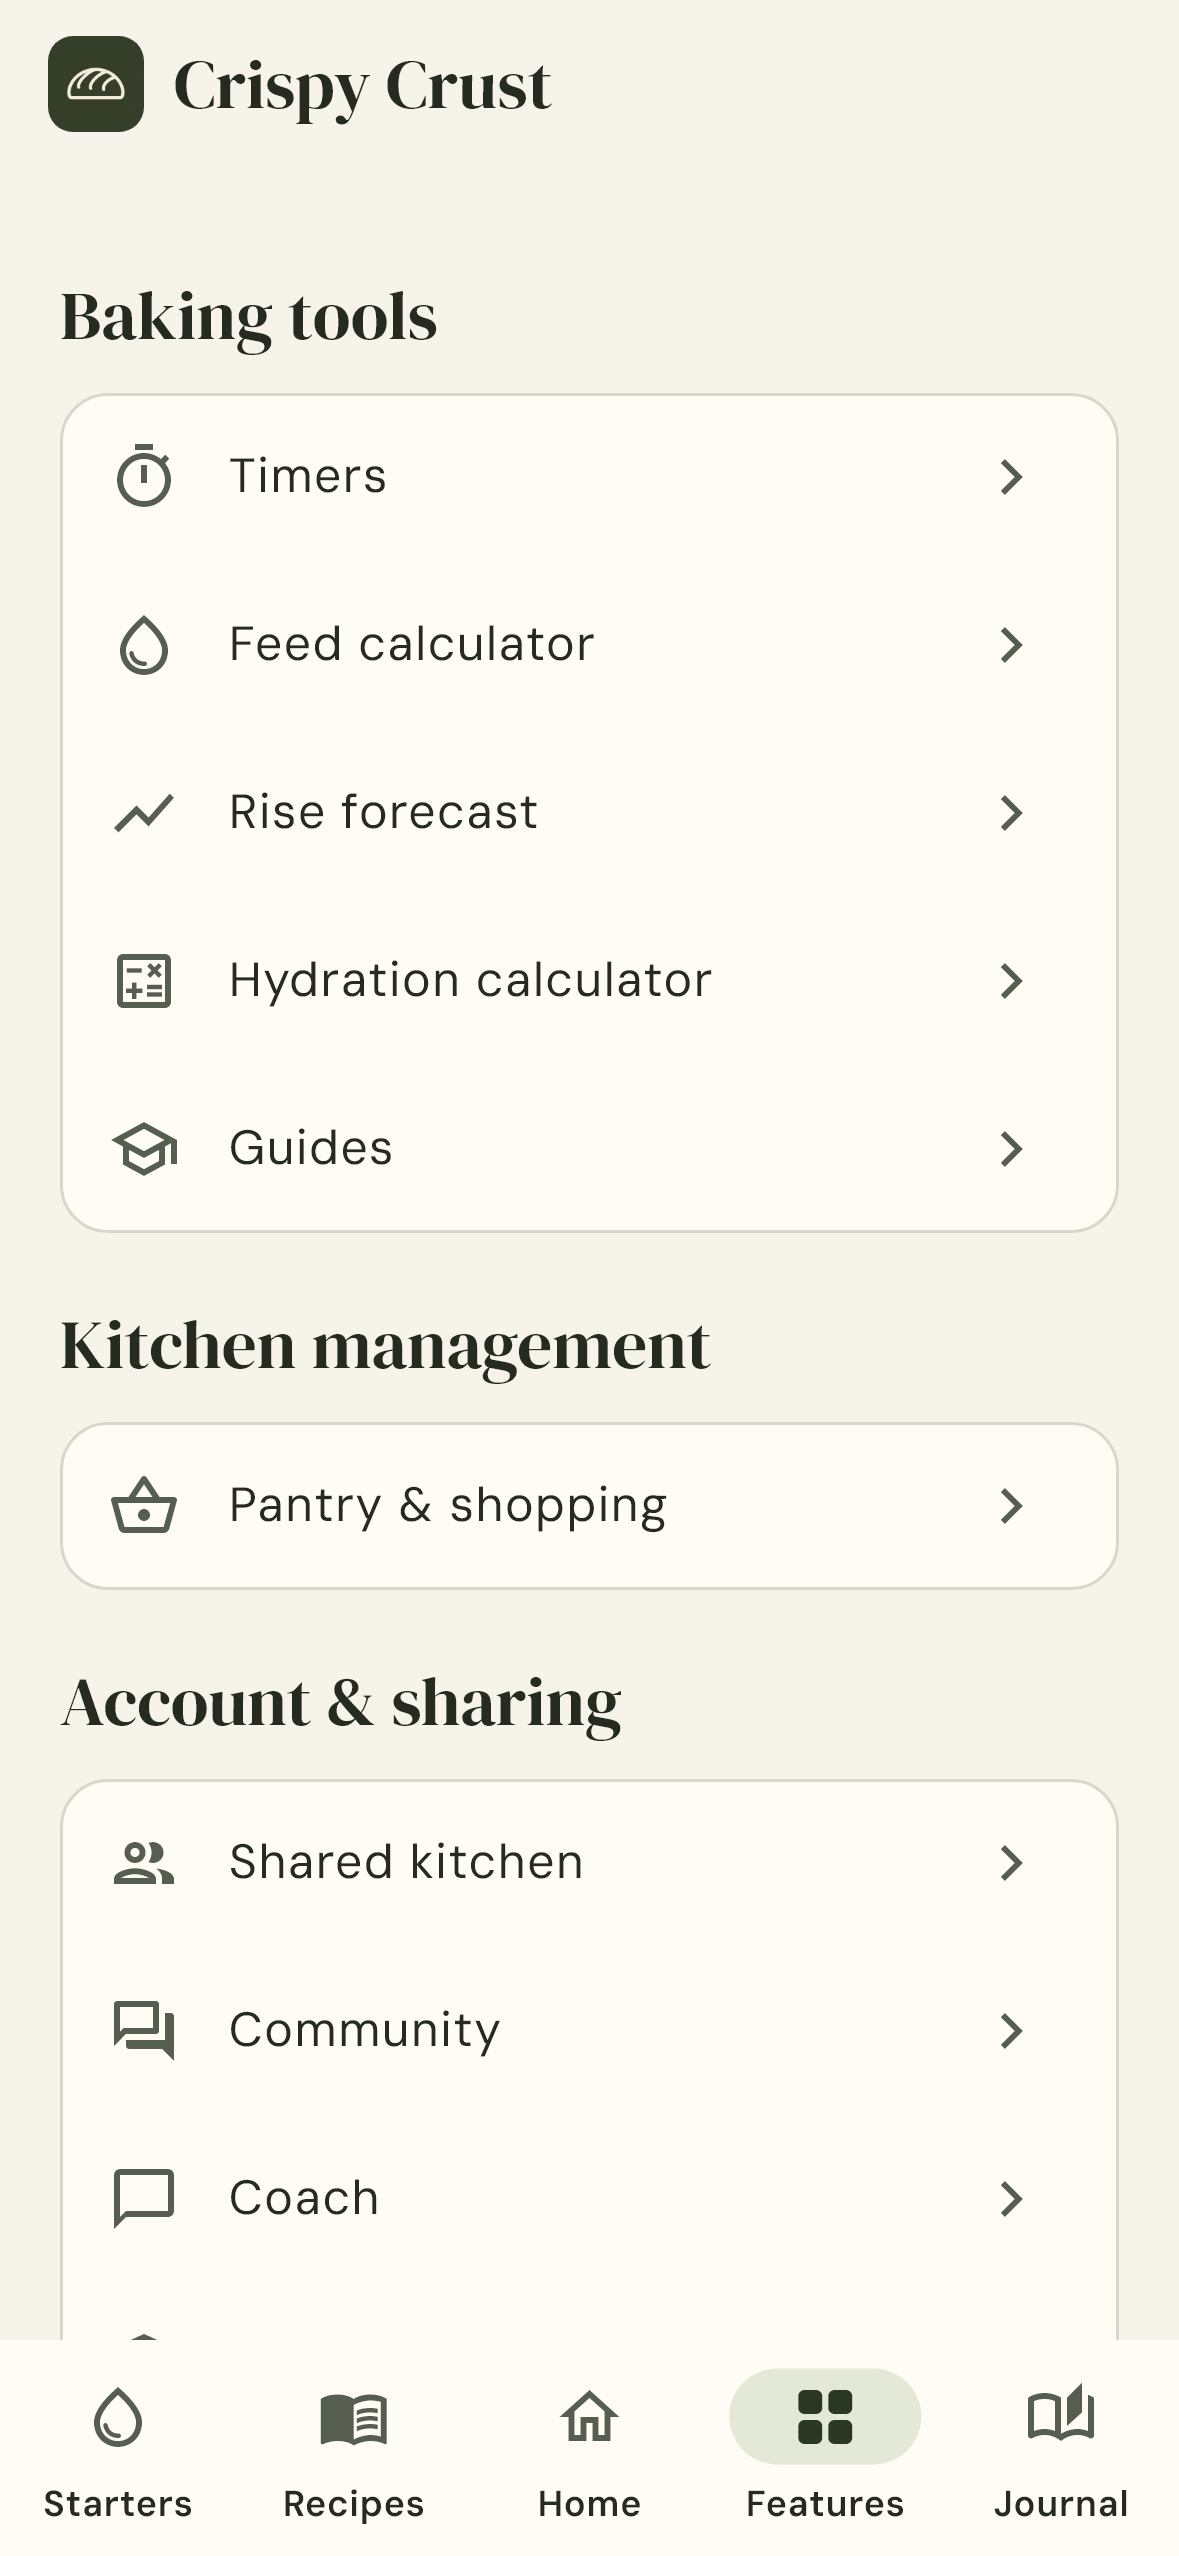 Crispy Crust
Baking tools
Timers
Feed calculator
Rise forecast
Hydration calculator
Guides
Kitchen management
Pantry & shopping
Account & sharing
Shared kitchen
Community
Coach
Starters
Recipes
Home
Features
Journal